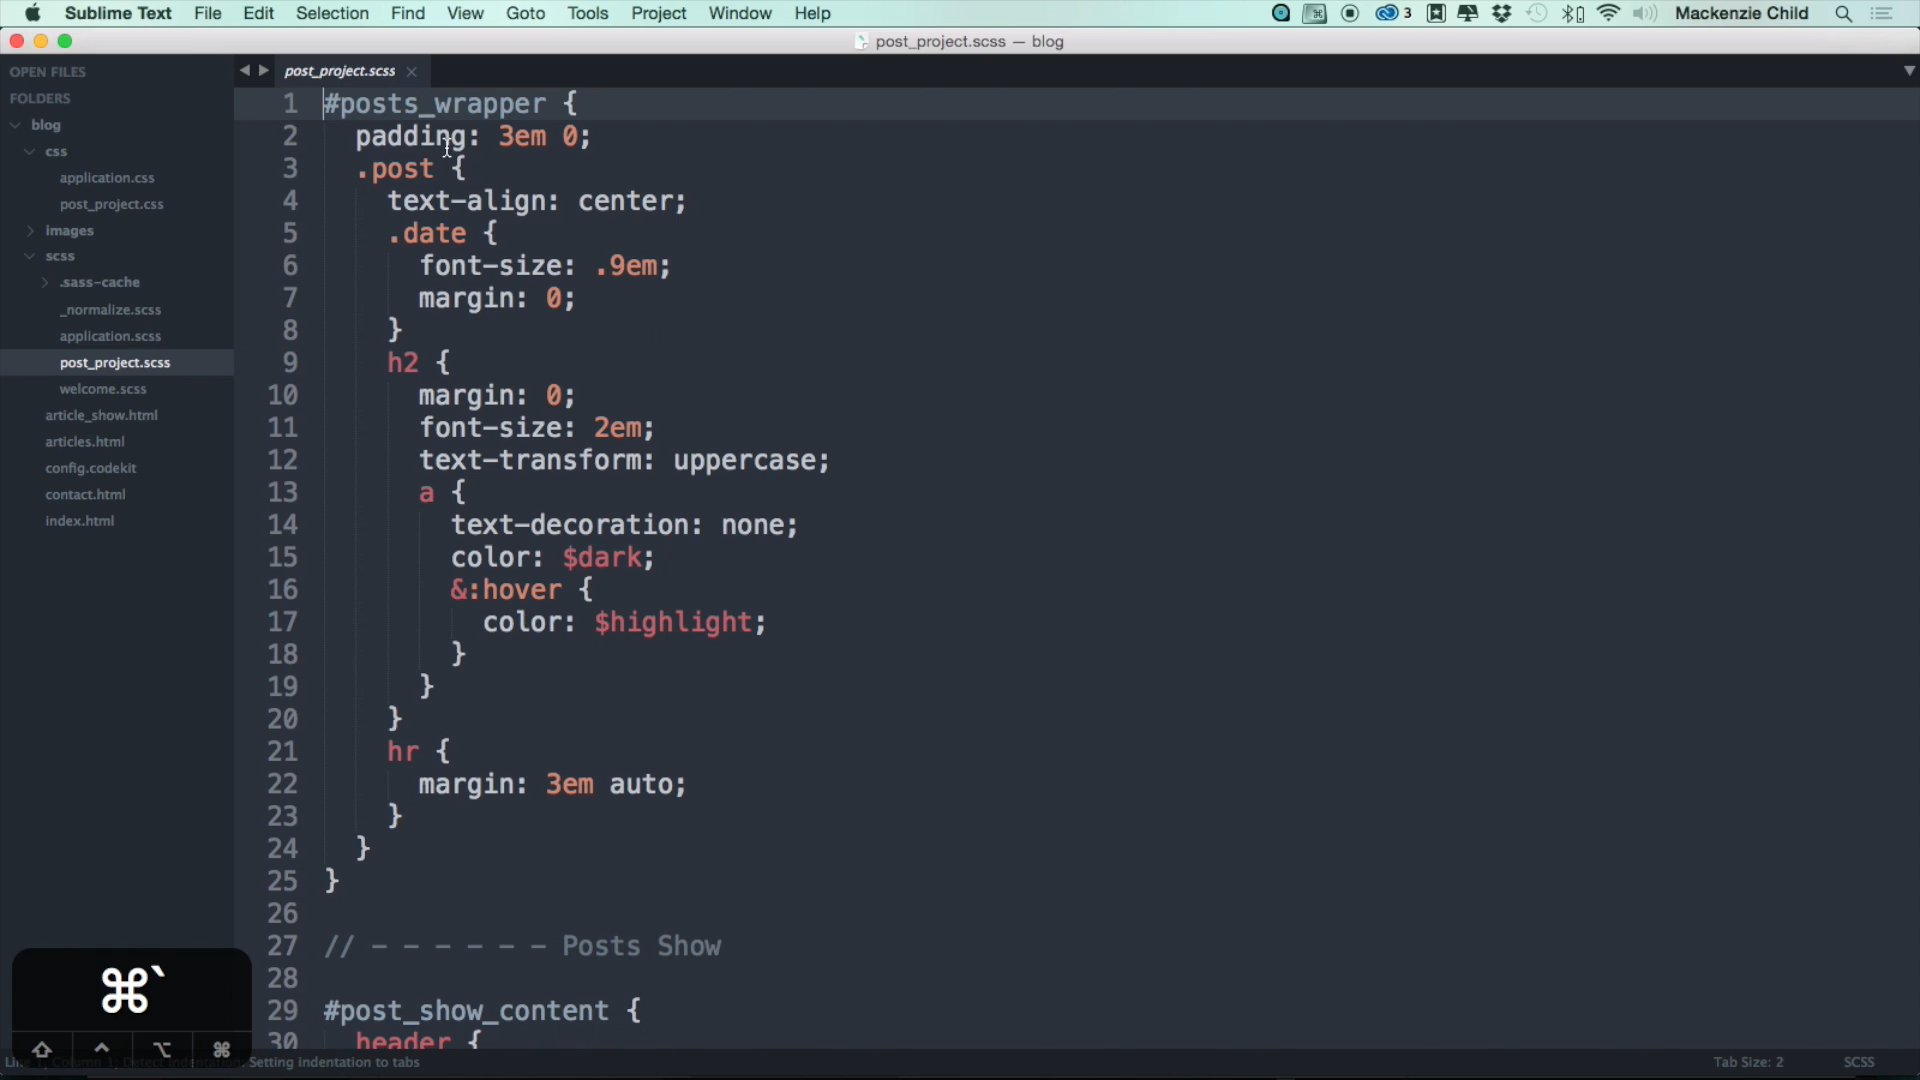 Sublime Text File Edit Selection Find View Goto Tools Project Window Help 3 Mackenzie Child
post_project.scss — blog
OPEN FILES
FOLDERS
blog
css
application.css
post_project.css
images
scss
.sass-cache
_normalize.scss
application.scss
post_project.scss
welcome.scss
article_show.html
articles.html
config.codekit
contact.html
index.html
post_project.scss
1 #posts_wrapper {
2 padding: 3em 0;
3 .post {
4 text-align: center;
5 .date {
6 font-size: .9em;
7 margin: 0;
8 }
9 h2 {
10 margin: 0;
11 font-size: 2em;
12 text-transform: uppercase;
13 a {
14 text-decoration: none;
15 color: $dark;
16 &:hover {
17 color: $highlight;
18 }
19 }
20 }
21 hr {
22 margin: 3em auto;
23 }
24 }
25 }
26
27 // - - - - - - Posts Show
28
29 #post_show_content {
30 header {
⌘`
⇧ ⌃ ⌥ ⌘
Setting indentation to tabs
Tab Size: 2 SCSS